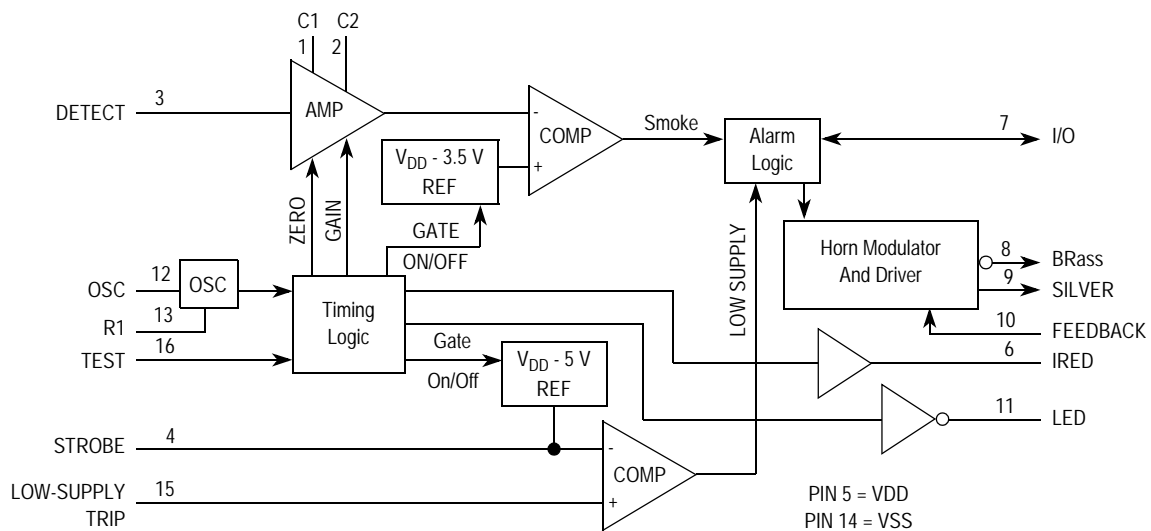 C1 C2
1 2
DETECT 3 AMP - COMP Smoke Alarm Logic 7 I/O
+
VDD - 3.5 V
REF
ZERO
GAIN
GATE
ON/OFF
LOW SUPPLY
Horn Modulator
And Driver
8 BRass
9 SILVER
10 FEEDBACK
6 IRED
11 LED
OSC 12 OSC
R1 13
TEST 16
Timing
Logic
Gate
On/Off
VDD - 5 V
REF
STROBE 4 -
COMP
LOW-SUPPLY
TRIP
15 +
PIN 5 = VDD
PIN 14 = VSS